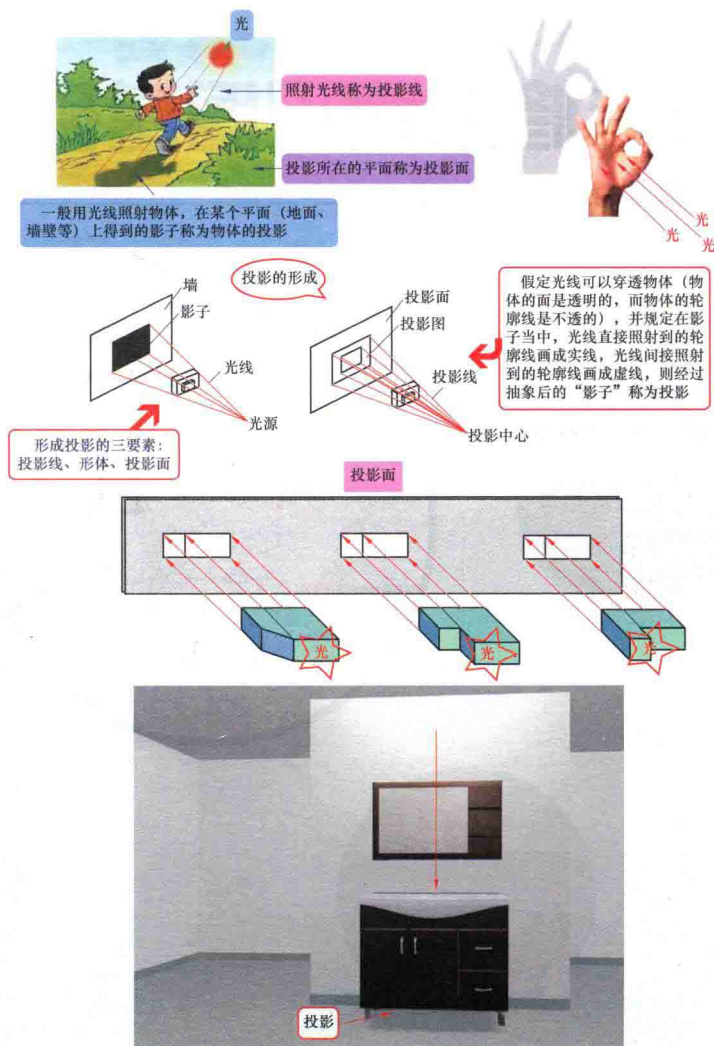 光
照射光线称为投影线
投影所在的平面称为投影面
一般用光线照射物体，在某个平面（地面、
墙壁等）上得到的影子称为物体的投影
光
光
光
投影的形成
墙
影子
光线
光源
形成投影的三要素：
投影线、形体、投影面
投影面
投影图
投影线
投影中心
假定光线可以穿透物体（物
体的面是透明的，而物体的轮
廓线是不透的），并规定在影
子当中，光线直接照射到的轮
廓线画成实线，光线间接照射
到的轮廓线画成虚线，则经过
抽象后的“影子”称为投影
投影面
光
光
光
投影